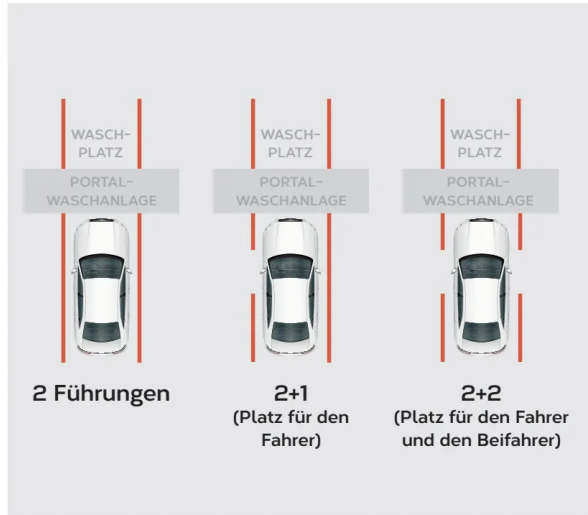 WASCH-
PLATZ
PORTAL-
WASCHANLAGE
2 Führungen
WASCH-
PLATZ
PORTAL-
WASCHANLAGE
2+1
(Platz für den
Fahrer)
WASCH-
PLATZ
PORTAL-
WASCHANLAGE
2+2
(Platz für den Fahrer
und den Beifahrer)